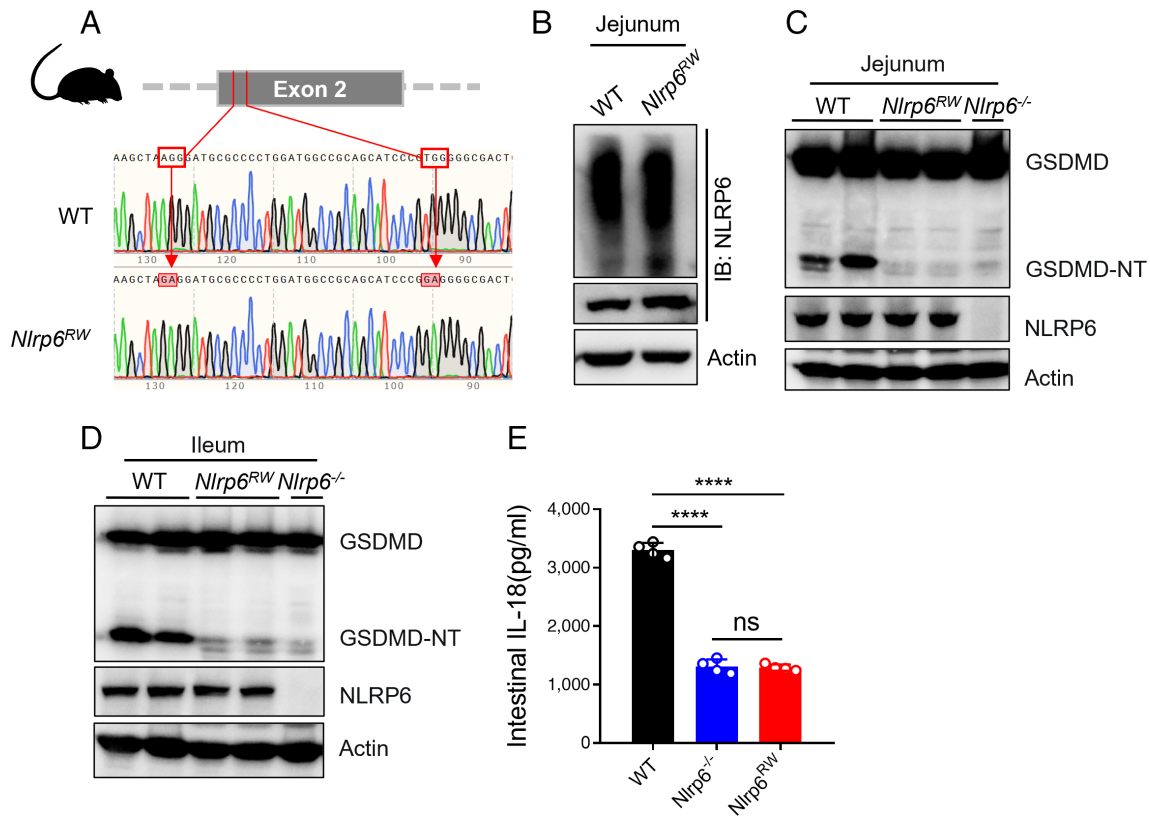 A
Exon 2
AAGCTAAGGGATGCGCCCCTGGATGGCCGCAGCATCCCGTGGGGGCGACT
WT
130 120 110 100 90
AAGCTAGAGGATGCGCCCCTGGATGGCCGCAGCATCCCGGAGGGGCGACT
Nlrp6RW
130 120 110 100 90
B
Jejunum
WT Nlrp6RW
IB: NLRP6
Actin
C
Jejunum
WT Nlrp6RW Nlrp6-/-
GSDMD
GSDMD-NT
NLRP6
Actin
D
Ileum
WT Nlrp6RW Nlrp6-/-
GSDMD
GSDMD-NT
NLRP6
Actin
E
Intestinal IL-18(pg/ml)
****
****
ns
4,000
3,000
2,000
1,000
0
WT Nlrp6-/- Nlrp6RW